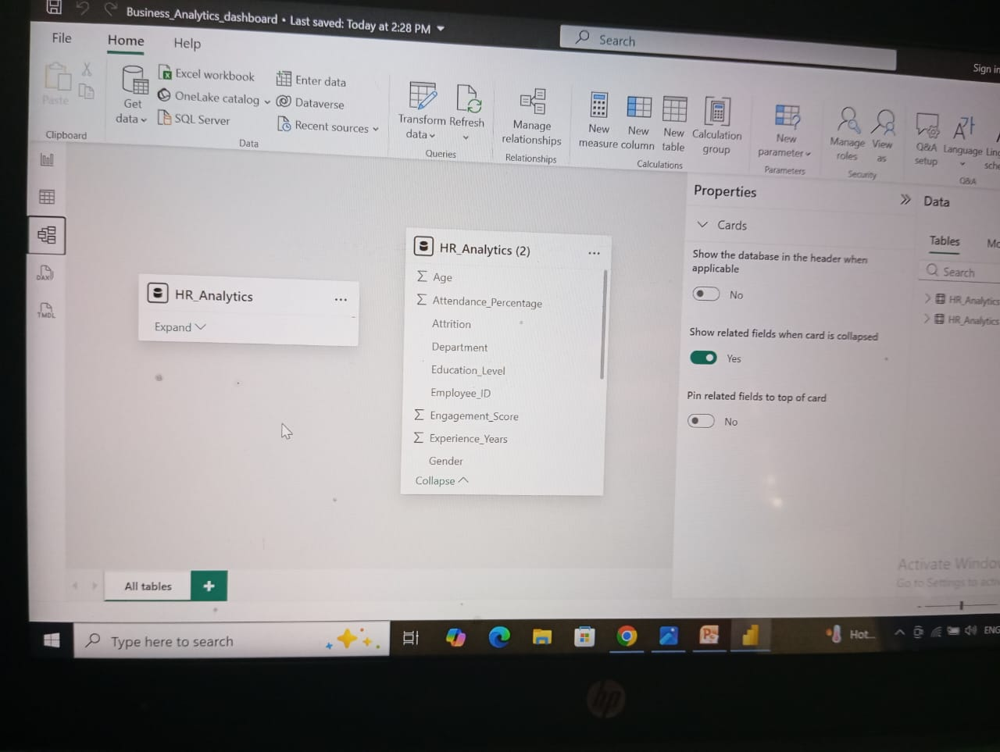 Business_Analytics_dashboard • Last saved: Today at 2:28 PM
Search
Sign in
File
Home
Help
Paste
Clipboard
Get data
Excel workbook
OneLake catalog
SQL Server
Enter data
Dataverse
Recent sources
Data
Transform data
Refresh
Queries
Manage relationships
Relationships
New measure
New column
New table
Calculation group
Calculations
New parameter
Parameters
Manage roles
View as
Security
Q&A setup
Language
Q&A
DAX
TMDL
HR_Analytics
Expand
HR_Analytics (2)
Σ Age
Σ Attendance_Percentage
Attrition
Department
Education_Level
Employee_ID
Σ Engagement_Score
Σ Experience_Years
Gender
Collapse
Properties
Cards
Show the database in the header when
applicable
No
Show related fields when card is collapsed
Yes
Pin related fields to top of card
No
Data
Tables
Search
HR_Analytics
HR_Analytics
All tables
+
Activate Windo
Go to Settings to acti
Type here to search
Hot...
ENG
hp